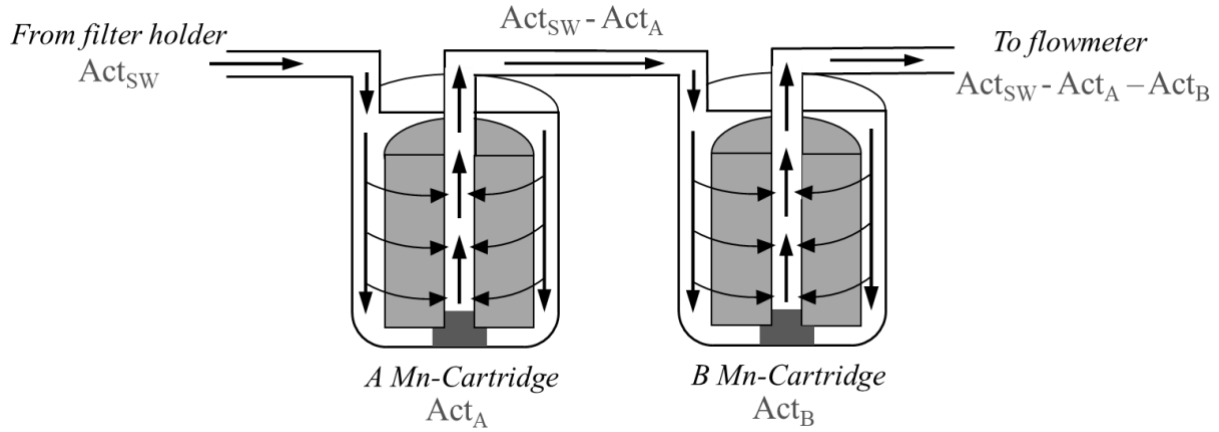 From filter holder
Act_SW
Act_SW - Act_A
To flowmeter
Act_SW - Act_A – Act_B
A Mn-Cartridge
Act_A
B Mn-Cartridge
Act_B